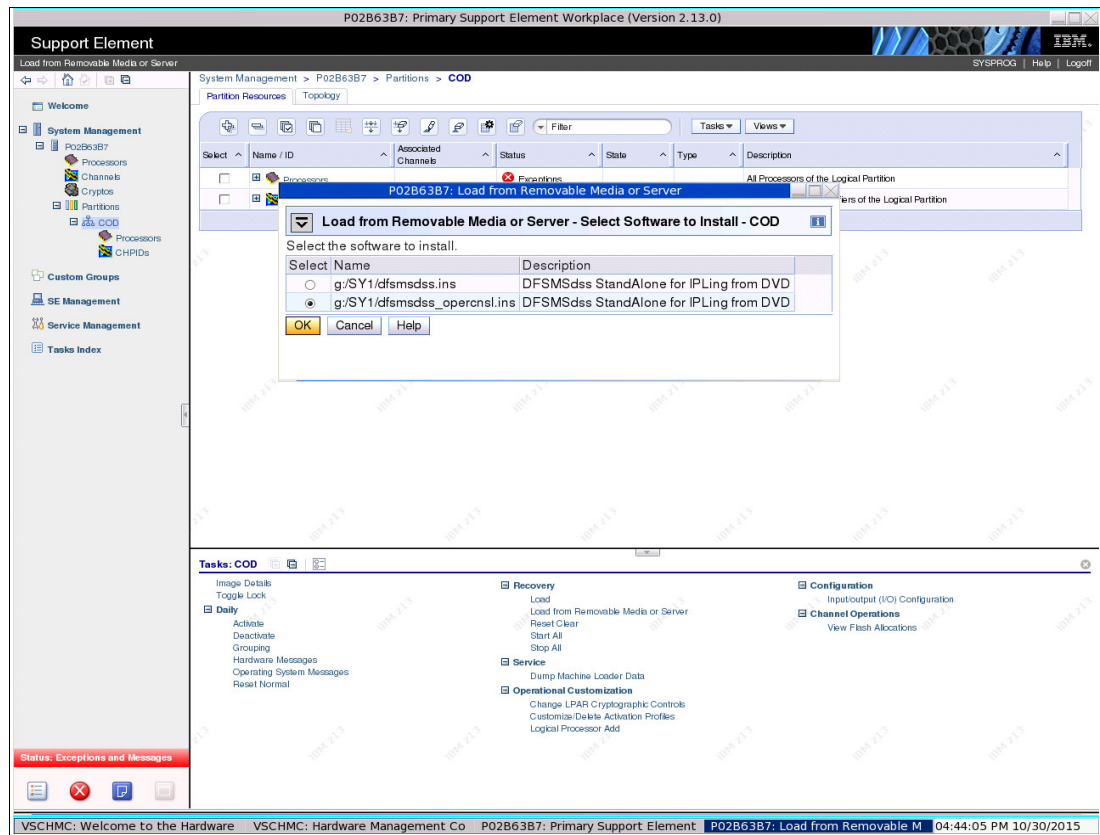 P02B63B7: Primary Support Element Workplace (Version 2.13.0)
Support Element
IBM.
Load from Removable Media or Server
SYSPROG | Help | Logoff
System Management > P02B63B7 > Partitions > COD
Partition Resources Topology
Welcome
System Management
P02B63B7
Processors
Channels
Cryptos
Partitions
COD
Processors
CHPIDs
Custom Groups
SE Management
Service Management
Tasks Index
Filter
Tasks Views
Select Name / ID Associated Channels Status State Type Description
Processors Exceptions All Processors of the Logical Partition
iers of the Logical Partition
P02B63B7: Load from Removable Media or Server
Load from Removable Media or Server - Select Software to Install - COD
Select the software to install.
Select Name Description
g:/SY1/dfsmsdss.ins DFSMSdss StandAlone for IPLing from DVD
g:/SY1/dfsmsdss_opercnsl.ins DFSMSdss StandAlone for IPLing from DVD
OK Cancel Help
Tasks: COD
Image Details
Toggle Lock
Daily
Activate
Deactivate
Grouping
Hardware Messages
Operating System Messages
Reset Normal
Recovery
Load
Load from Removable Media or Server
Reset Clear
Start All
Stop All
Service
Dump Machine Loader Data
Operational Customization
Change LPAR Cryptographic Controls
Customize/Delete Activation Profiles
Logical Processor Add
Configuration
Input/output (I/O) Configuration
Channel Operations
View Flash Allocations
Status: Exceptions and Messages
VSCHMC: Welcome to the Hardware VSCHMC: Hardware Management Co P02B63B7: Primary Support Element P02B63B7: Load from Removable M 04:44:05 PM 10/30/2015